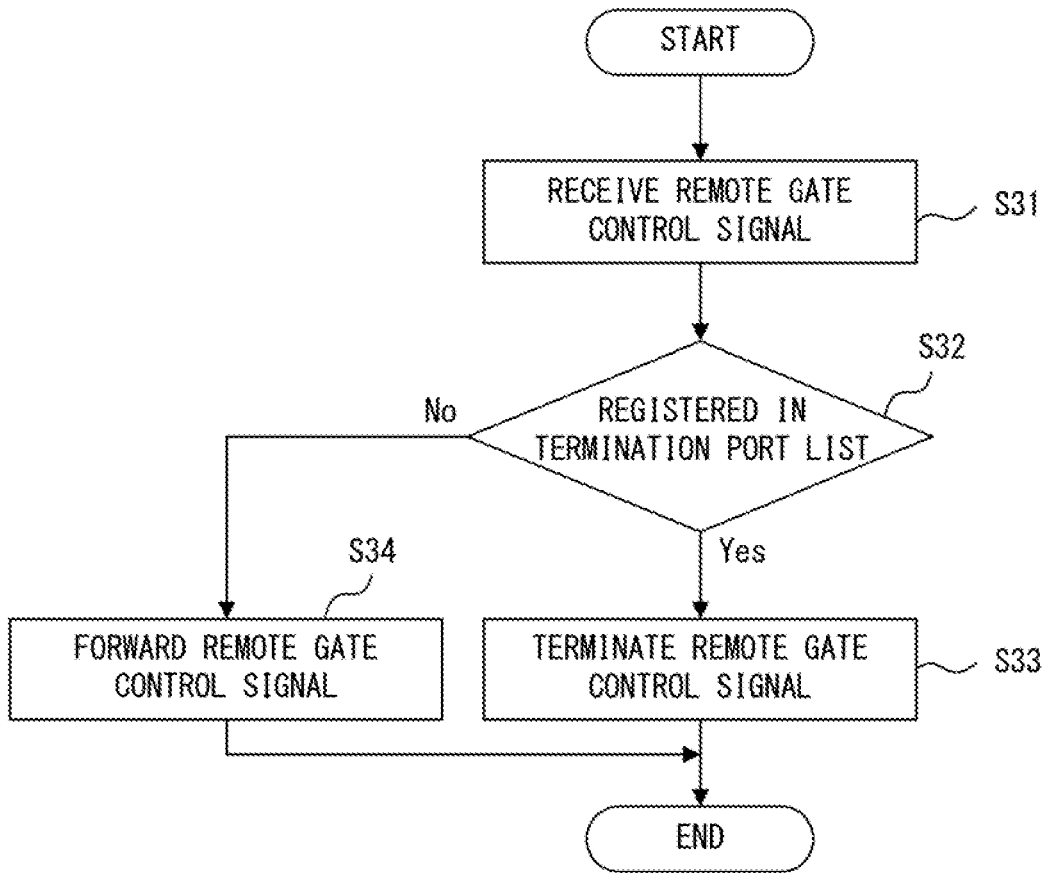 START
RECEIVE REMOTE GATE
CONTROL SIGNAL
S31
S32
REGISTERED IN
TERMINATION PORT LIST
No
Yes
S34
FORWARD REMOTE GATE
CONTROL SIGNAL
TERMINATE REMOTE GATE
CONTROL SIGNAL
S33
END